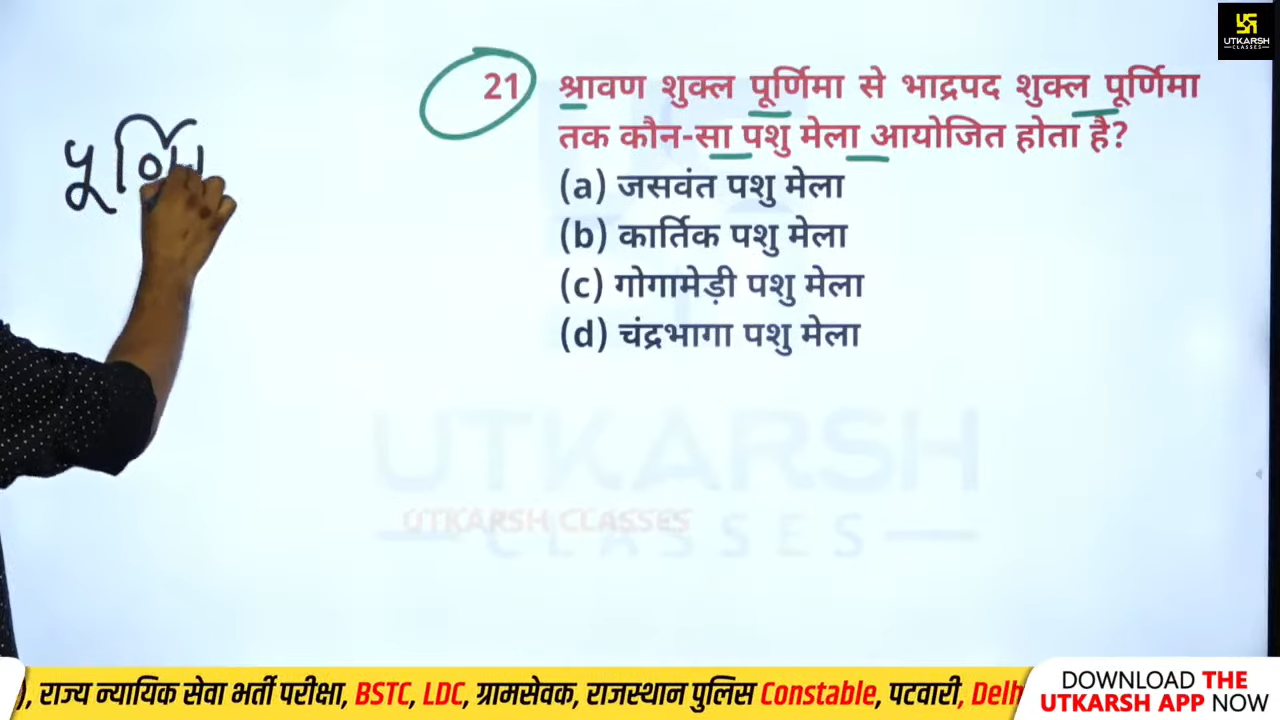 UTKARSH
CLASSES
21 श्रावण शुक्ल पूर्णिमा से भाद्रपद शुक्ल पूर्णिमा
तक कौन-सा पशु मेला आयोजित होता है?
(a) जसवंत पशु मेला
(b) कार्तिक पशु मेला
(c) गोगामेड़ी पशु मेला
(d) चंद्रभागा पशु मेला
UTKARSH
UTKARSH CLASSES
CLASSES
), राज्य न्यायिक सेवा भर्ती परीक्षा, BSTC, LDC, ग्रामसेवक, राजस्थान पुलिस Constable, पटवारी,
DOWNLOAD THE
UTKARSH APP NOW